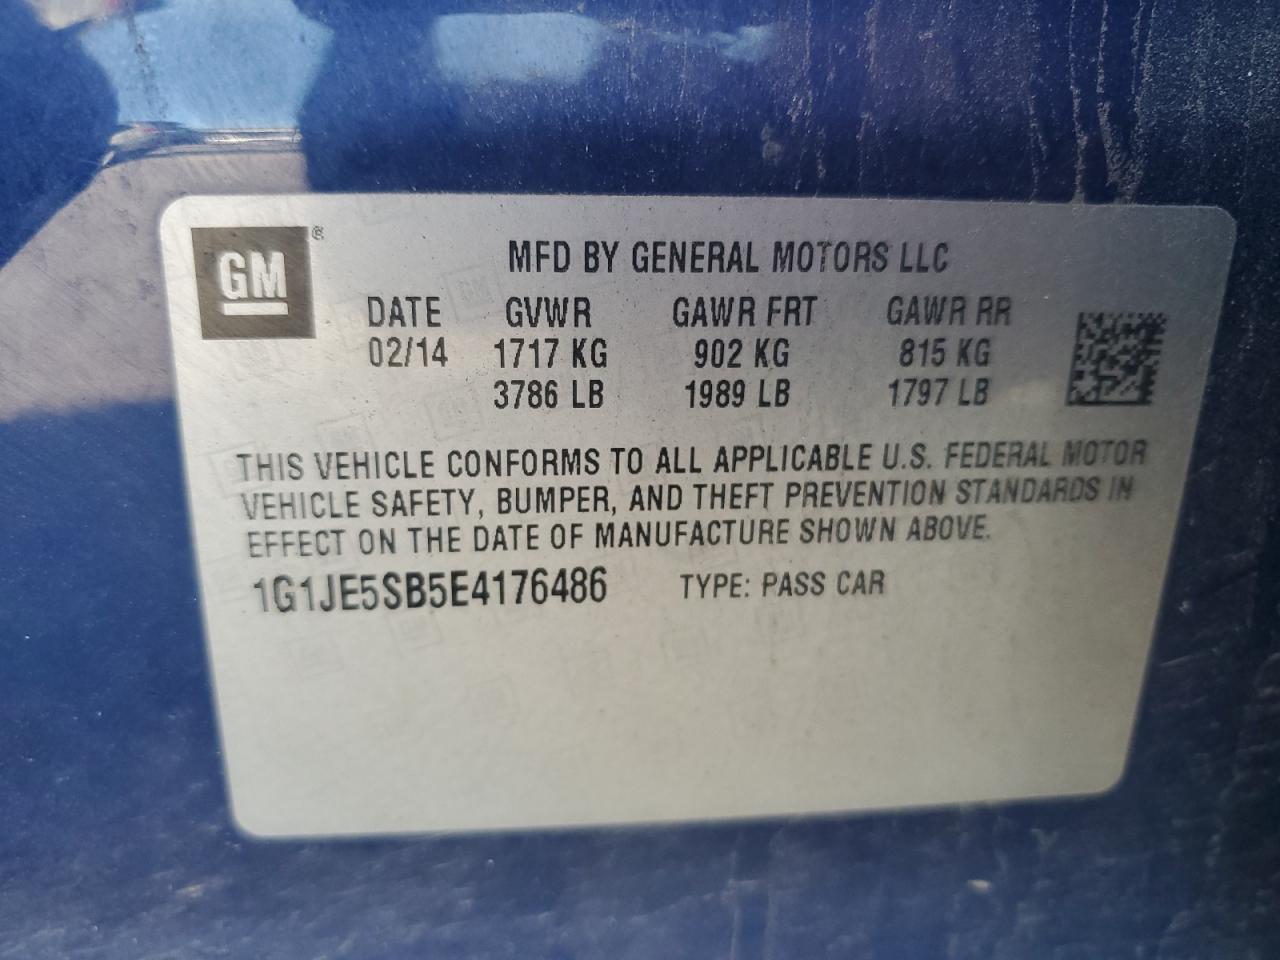 GM ®
MFD BY GENERAL MOTORS LLC
DATE GVWR GAWR FRT GAWR RR
02/14 1717 KG 902 KG 815 KG
3786 LB 1989 LB 1797 LB
THIS VEHICLE CONFORMS TO ALL APPLICABLE U.S. FEDERAL MOTOR
VEHICLE SAFETY, BUMPER, AND THEFT PREVENTION STANDARDS IN
EFFECT ON THE DATE OF MANUFACTURE SHOWN ABOVE.
1G1JE5SB5E4176486 TYPE: PASS CAR